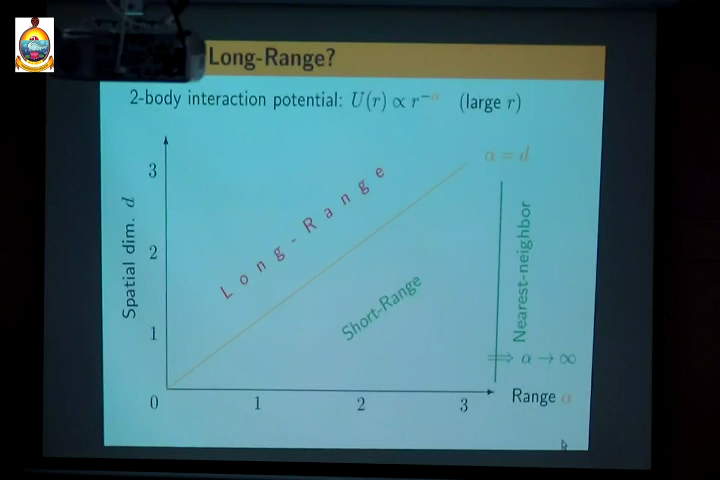 Long-Range?
2-body interaction potential: U(r) ∝ r^{−α} (large r)
α = d
3
2
1
0
1
2
3
Spatial dim. d
Long-Range
Short-Range
Nearest-neighbor
⟹ α → ∞
Range α